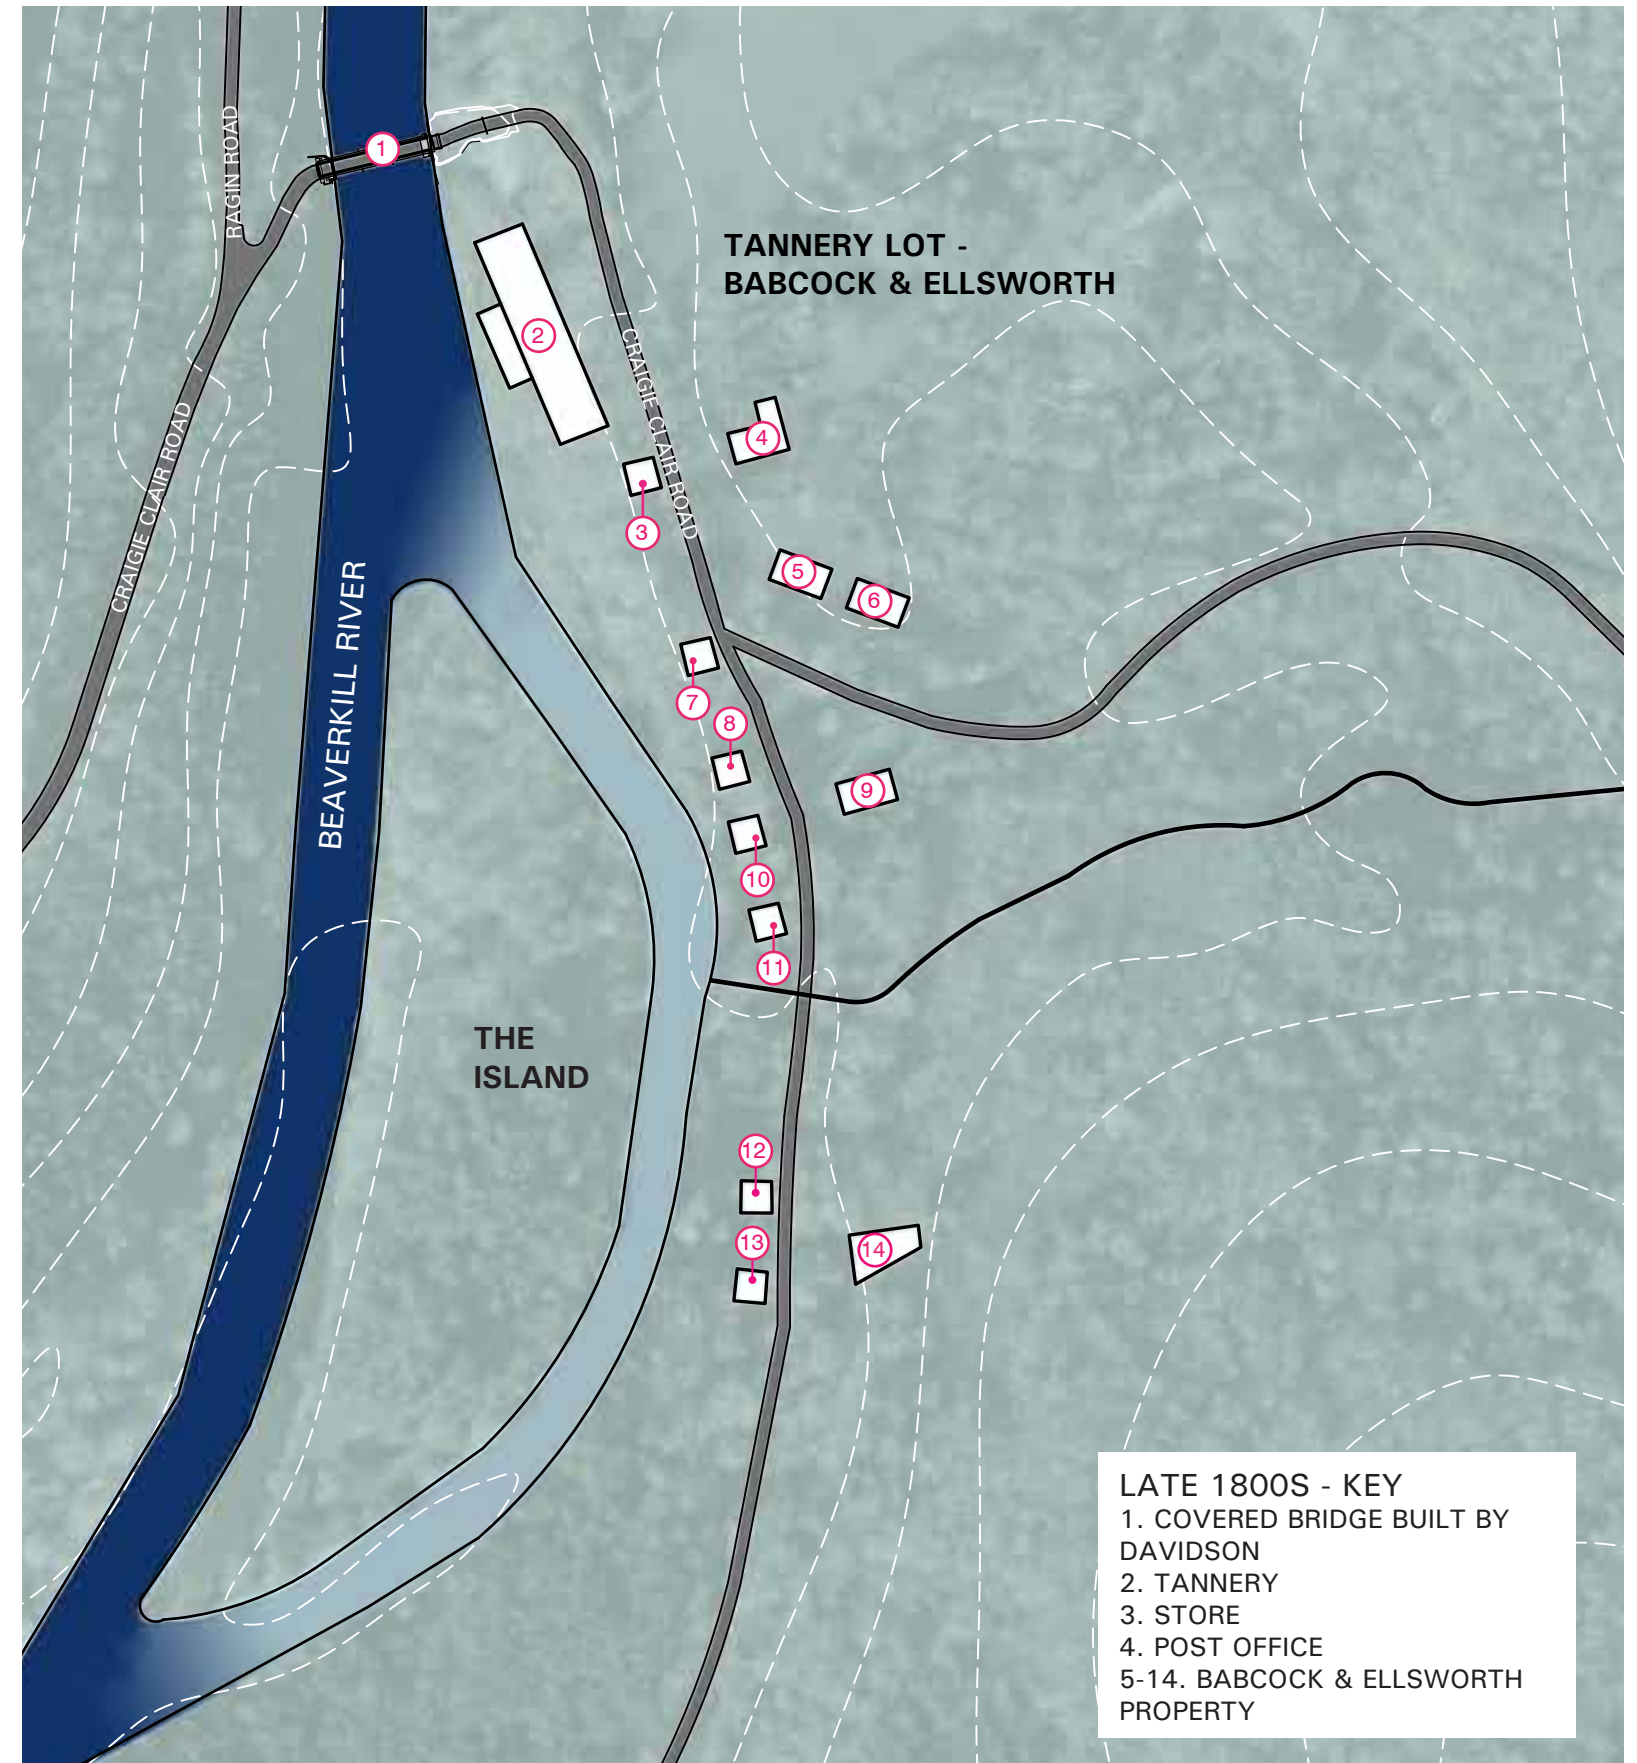 RAGIN ROAD
1
TANNERY LOT -
BABCOCK & ELLSWORTH
2
CRAIGIE CLAIR ROAD
CRAIGIE CLAIR ROAD
4
3
BEAVERKILL RIVER
5
6
7
8
9
10
11
THE
ISLAND
12
13
14
LATE 1800S - KEY
1. COVERED BRIDGE BUILT BY
DAVIDSON
2. TANNERY
3. STORE
4. POST OFFICE
5-14. BABCOCK & ELLSWORTH
PROPERTY